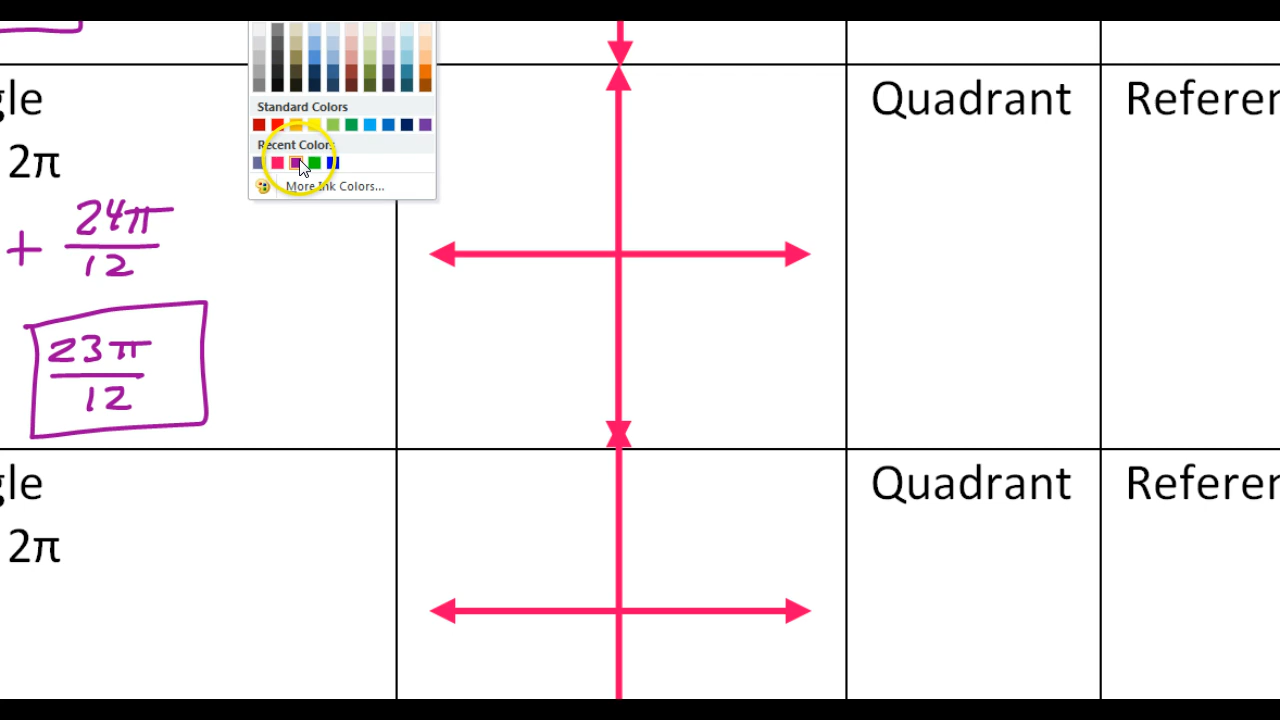 Standard Colors
Recent Colors
More Ink Colors...
gle
2π
+ 24π
12
23π
12
Quadrant
Referen
gle
2π
Quadrant
Referen